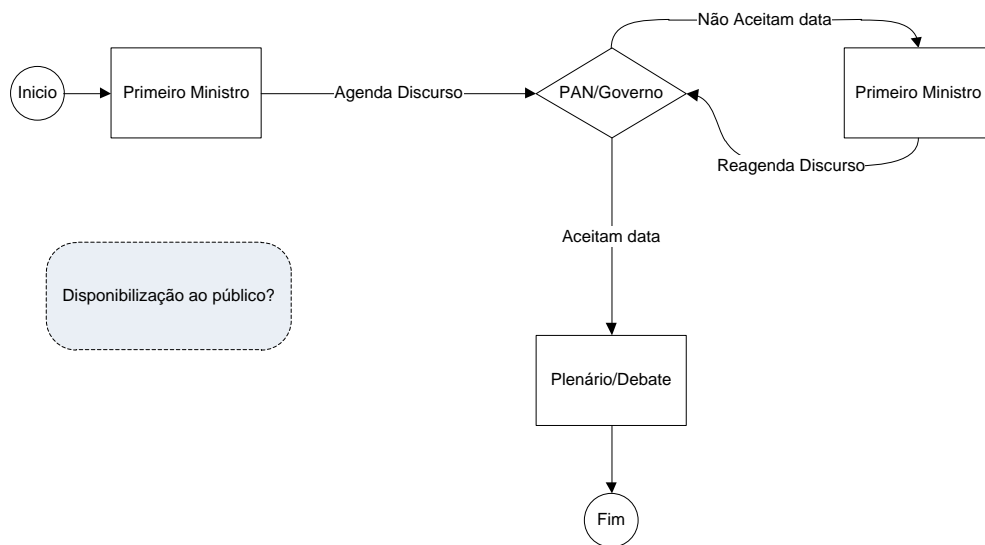 Não Aceitam data
Inicio
Primeiro Ministro
Agenda Discurso
PAN/Governo
Primeiro Ministro
Reagenda Discurso
Aceitam data
Disponibilização ao público?
Plenário/Debate
Fim